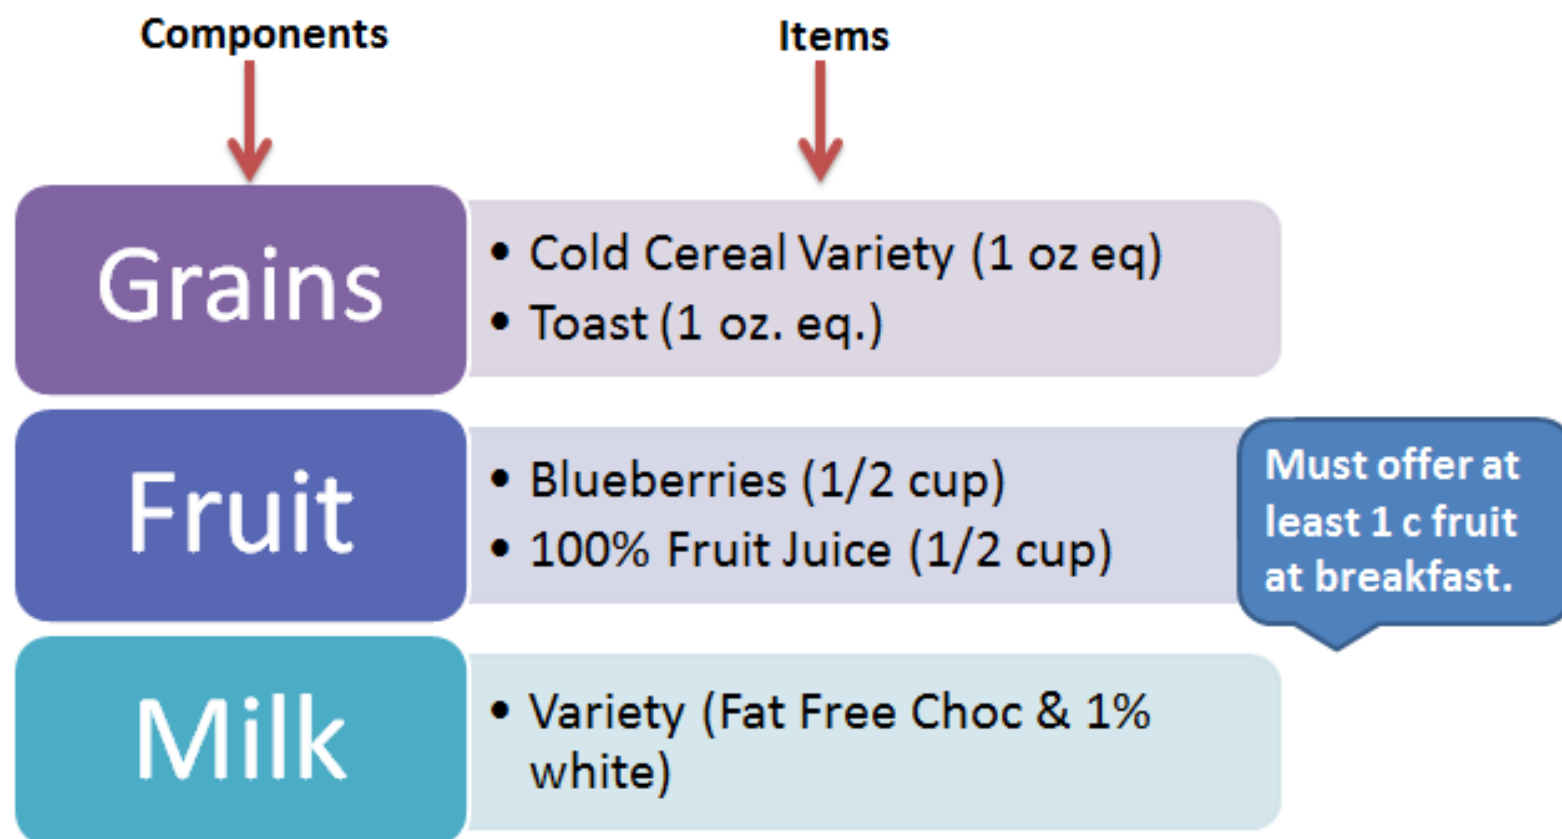 Components
Items
Grains
• Cold Cereal Variety (1 oz eq)
• Toast (1 oz. eq.)
Fruit
• Blueberries (1/2 cup)
• 100% Fruit Juice (1/2 cup)
Must offer at
least 1 c fruit
at breakfast.
Milk
• Variety (Fat Free Choc & 1%
white)